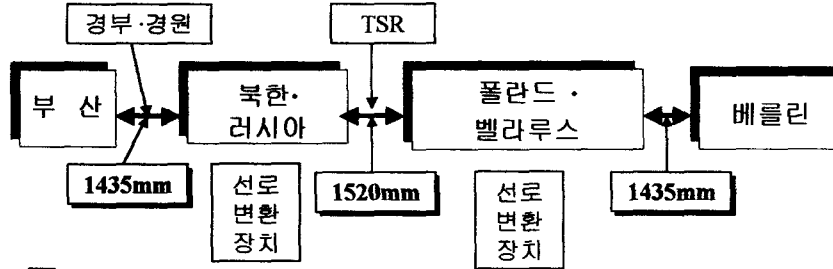 경부·경원
TSR
부 산
북한·
러시아
폴란드 ·
벨라루스
베를린
1435mm
선로
변환
장치
1520mm
선로
변환
장치
1435mm